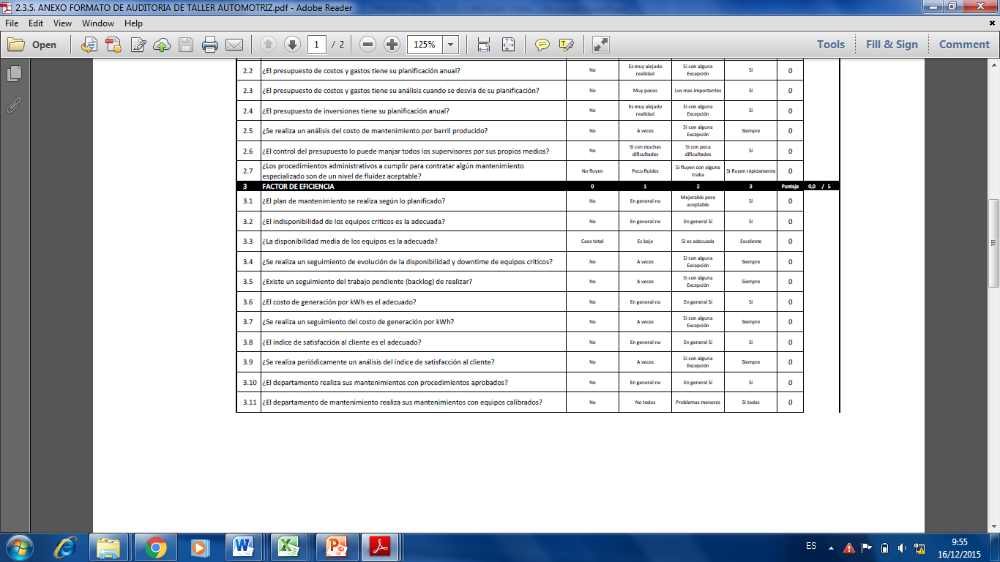 2.3.5. ANEXO FORMATO DE AUDITORIA DE TALLER AUTOMOTRIZ.pdf - Adobe Reader
File Edit View Window Help
Open 1 / 2 125% Tools Fill & Sign Comment
2.2 ¿El presupuesto de costos y gastos tiene su planificación anual? No Es muy alejado realidad Si con alguna Excepción Sí 0
2.3 ¿El presupuesto de costos y gastos tiene su análisis cuando se desvía de su planificación? No Muy pocos Los mas importantes Sí 0
2.4 ¿El presupuesto de inversiones tiene su planificación anual? No Es muy alejado realidad Si con alguna Excepción Sí 0
2.5 ¿Se realiza un análisis del costo de mantenimiento por barril producido? No A veces Si con alguna Excepción Siempre 0
2.6 ¿El control del presupuesto lo puede manjar todos los supervisores por sus propios medios? No Si con muchas dificultades Si con poca dificultades Sí 0
2.7 ¿Los procedimientos administrativos a cumplir para contratar algún mantenimiento especializado son de un nivel de fluidez aceptable? No fluyen Poco fluidez Si fluyen con alguna traba Si fluyen rápidamente 0
3 FACTOR DE EFICIENCIA 0 1 2 3 Puntaje 0,0 / 5
3.1 ¿El plan de mantenimiento se realiza según lo planificado? No En general no Mejorable pero aceptable Sí 0
3.2 ¿El indisponibilidad de los equipos críticos es la adecuada? No En general no En general Sí Sí 0
3.3 ¿La disponibilidad media de los equipos es la adecuada? Caos total Es baja Sí es adecuada Excelente 0
3.4 ¿Se realiza un seguimiento de evolución de la disponibilidad y downtime de equipos críticos? No A veces Si con alguna Excepción Siempre 0
3.5 ¿Existe un seguimiento del trabajo pendiente (backlog) de realizar? No A veces Si con alguna Excepción Siempre 0
3.6 ¿El costo de generación por kWh es el adecuado? No En general no En general Sí Sí 0
3.7 ¿Se realiza un seguimiento del costo de generación por kWh? No A veces Si con alguna Excepción Siempre 0
3.8 ¿El índice de satisfacción al cliente es el adecuado? No En general no En general Sí Sí 0
3.9 ¿Se realiza periódicamente un análisis del índice de satisfacción al cliente? No A veces Si con alguna Excepción Siempre 0
3.10 ¿El departamento realiza sus mantenimientos con procedimientos aprobados? No En general no En general Sí Sí 0
3.11 ¿El departamento de mantenimiento realiza sus mantenimientos con equipos calibrados? No No todos Problemas menores Si todos 0
ES 9:55
16/12/2015